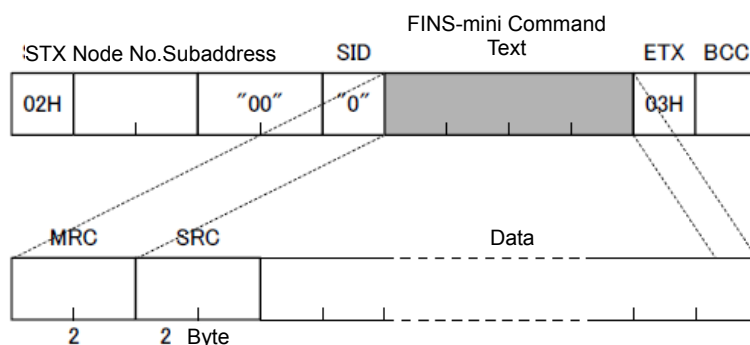 FINS-mini Command
STX Node No.Subaddress SID Text ETX BCC
02H "00" "0" 03H
MRC SRC Data
2 2 Byte